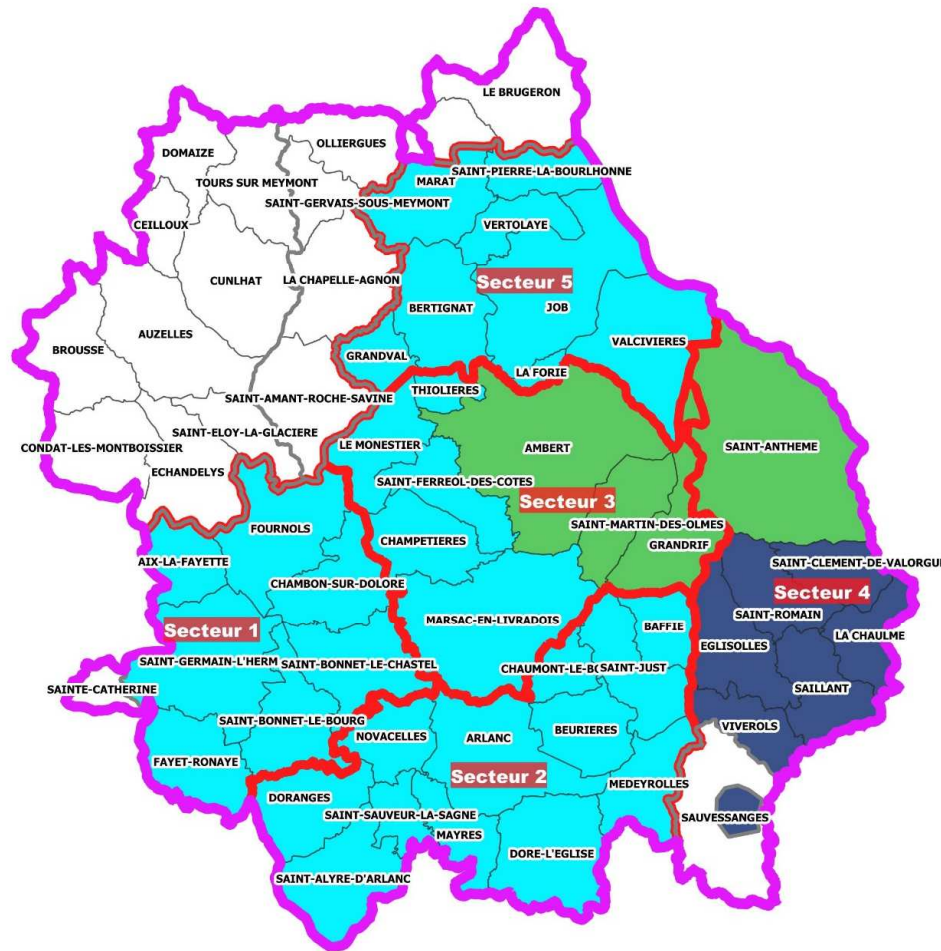 LE BRUGERON
OLLIERGUES
DOMAIZE
MARAT
SAINT-PIERRE-LA-BOURLHONNE
TOURS SUR MEYMONT
SAINT-GERVAIS-SOUS-MEYMONT
CEILLOUX
VERTOLAYE
CUNLHAT
LA CHAPELLE-AGNON
Secteur 5
BERTIGNAT
JOB
AUZELLES
BROUSSE
GRANDVAL
VALCIVIERES
LA FORIE
THIOLIERES
SAINT-AMANT-ROCHE-SAVINE
SAINT-ELOY-LA-GLACIERE
LE MONESTIER
AMBERT
SAINT-ANTHEME
CONDAT-LES-MONTBOISSIER
ECHANDELYS
SAINT-FERREOL-DES-COTES
Secteur 3
FOURNOLS
SAINT-MARTIN-DES-OLMES
CHAMPETIERES
GRANDRIF
AIX-LA-FAYETTE
SAINT-CLEMENT-DE-VALORGUE
CHAMBON-SUR-DOLORE
Secteur 4
SAINT-ROMAIN
MARSAC-EN-LIVRADOIS
BAFFIE
Secteur 1
LA CHAULME
EGLISOLLES
SAINT-GERMAIN-L'HERM
SAINT-BONNET-LE-CHASTEL
CHAUMONT-LE-BO
SAINT-JUST
SAINTE-CATHERINE
SAILLANT
SAINT-BONNET-LE-BOURG
NOVACELLES
ARLANC
BEURIERES
VIVEROLS
FAYET-RONAYE
Secteur 2
MEDEYROLLES
DORANGES
SAINT-SAUVEUR-LA-SAGNE
SAUVESSANGES
MAYRES
DORE-L'EGLISE
SAINT-ALYRE-D'ARLANC